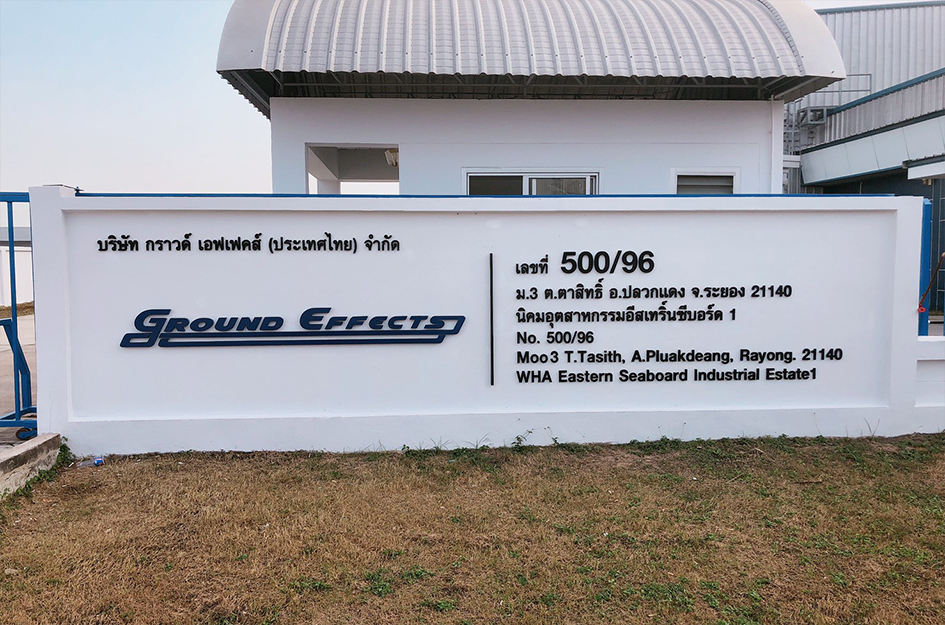 บริษัท กราวด์ เอฟเฟคส์ (ประเทศไทย) จำกัด
GROUND EFFECTS
เลขที่ 500/96
ม.3 ต.ตาสิทธิ์ อ.ปลวกแดง จ.ระยอง 21140
นิคมอุตสาหกรรมอีสเทริ์นซีบอร์ด 1
No. 500/96
Moo3 T.Tasith, A.Pluakdeang, Rayong. 21140
WHA Eastern Seaboard Industrial Estate1